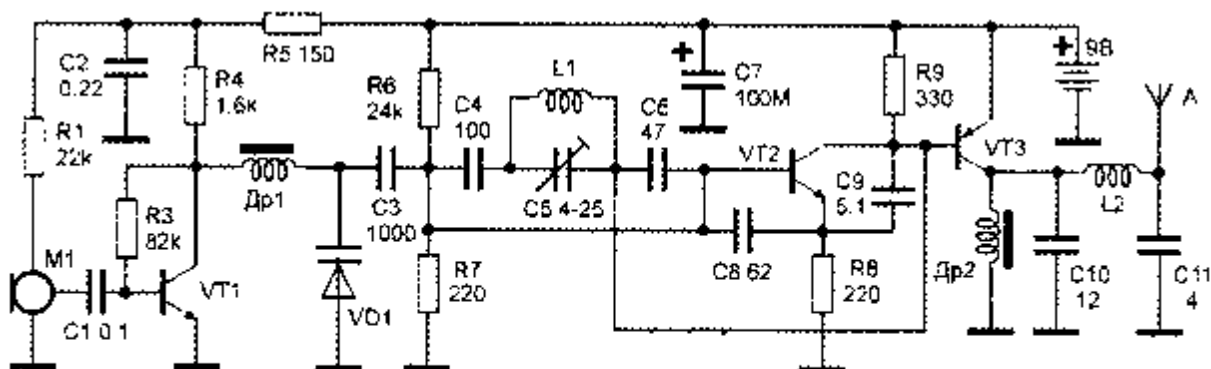 C2
0.22
R4
1.6k
R5 150
R1
22k
R3
82k
M1
C1 0.1
VT1
Др1
VD1
R6
24k
C3
1000
C4
100
L1
C5 4-25
R7
220
C6
47
C7
100M
+
VT2
C8 62
R8
220
C9
5.1
R9
330
VT3
+
9В
Др2
L2
C10
12
A
C11
4